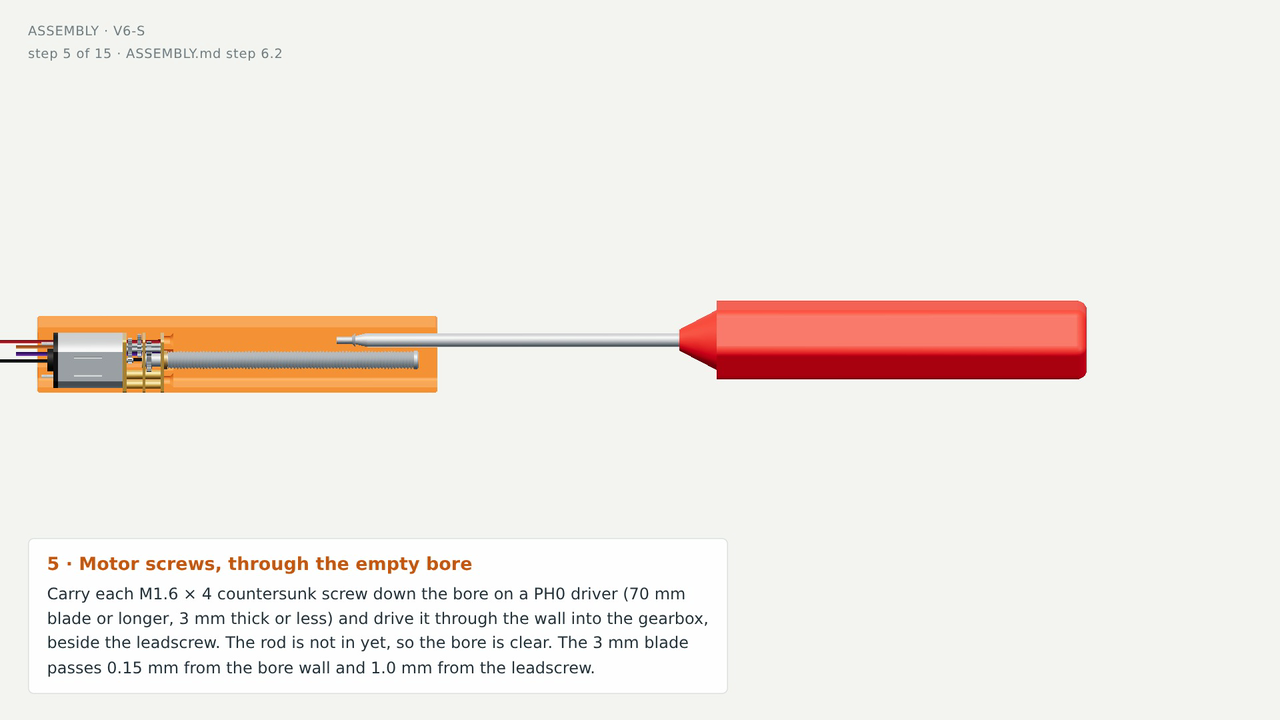 ASSEMBLY · V6-S
step 5 of 15 · ASSEMBLY.md step 6.2
5 · Motor screws, through the empty bore
Carry each M1.6 × 4 countersunk screw down the bore on a PH0 driver (70 mm
blade or longer, 3 mm thick or less) and drive it through the wall into the gearbox,
beside the leadscrew. The rod is not in yet, so the bore is clear. The 3 mm blade
passes 0.15 mm from the bore wall and 1.0 mm from the leadscrew.